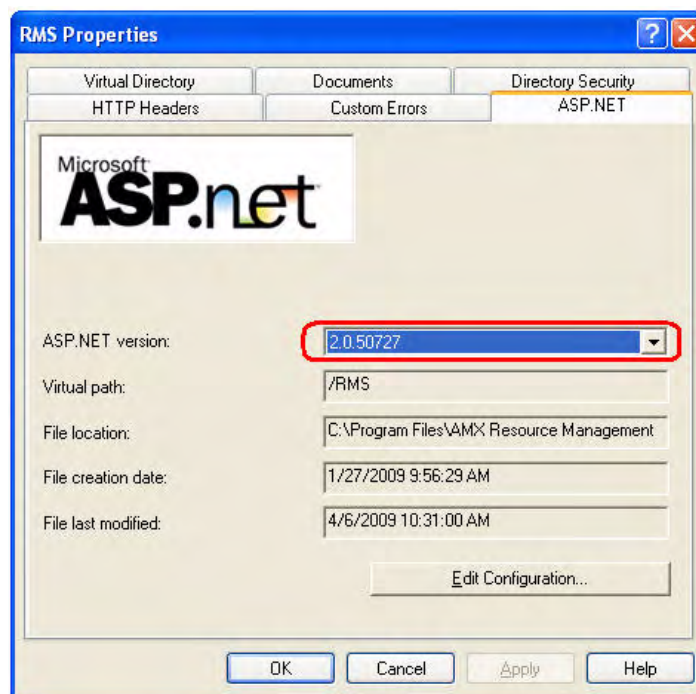 RMS Properties
Virtual Directory
Documents
Directory Security
HTTP Headers
Custom Errors
ASP.NET
Microsoft
ASP.net
ASP.NET version:
2.0.50727
Virtual path:
/RMS
File location:
C:\Program Files\AMX Resource Management
File creation date:
1/27/2009 9:56:29 AM
File last modified:
4/6/2009 10:31:00 AM
Edit Configuration...
OK
Cancel
Apply
Help